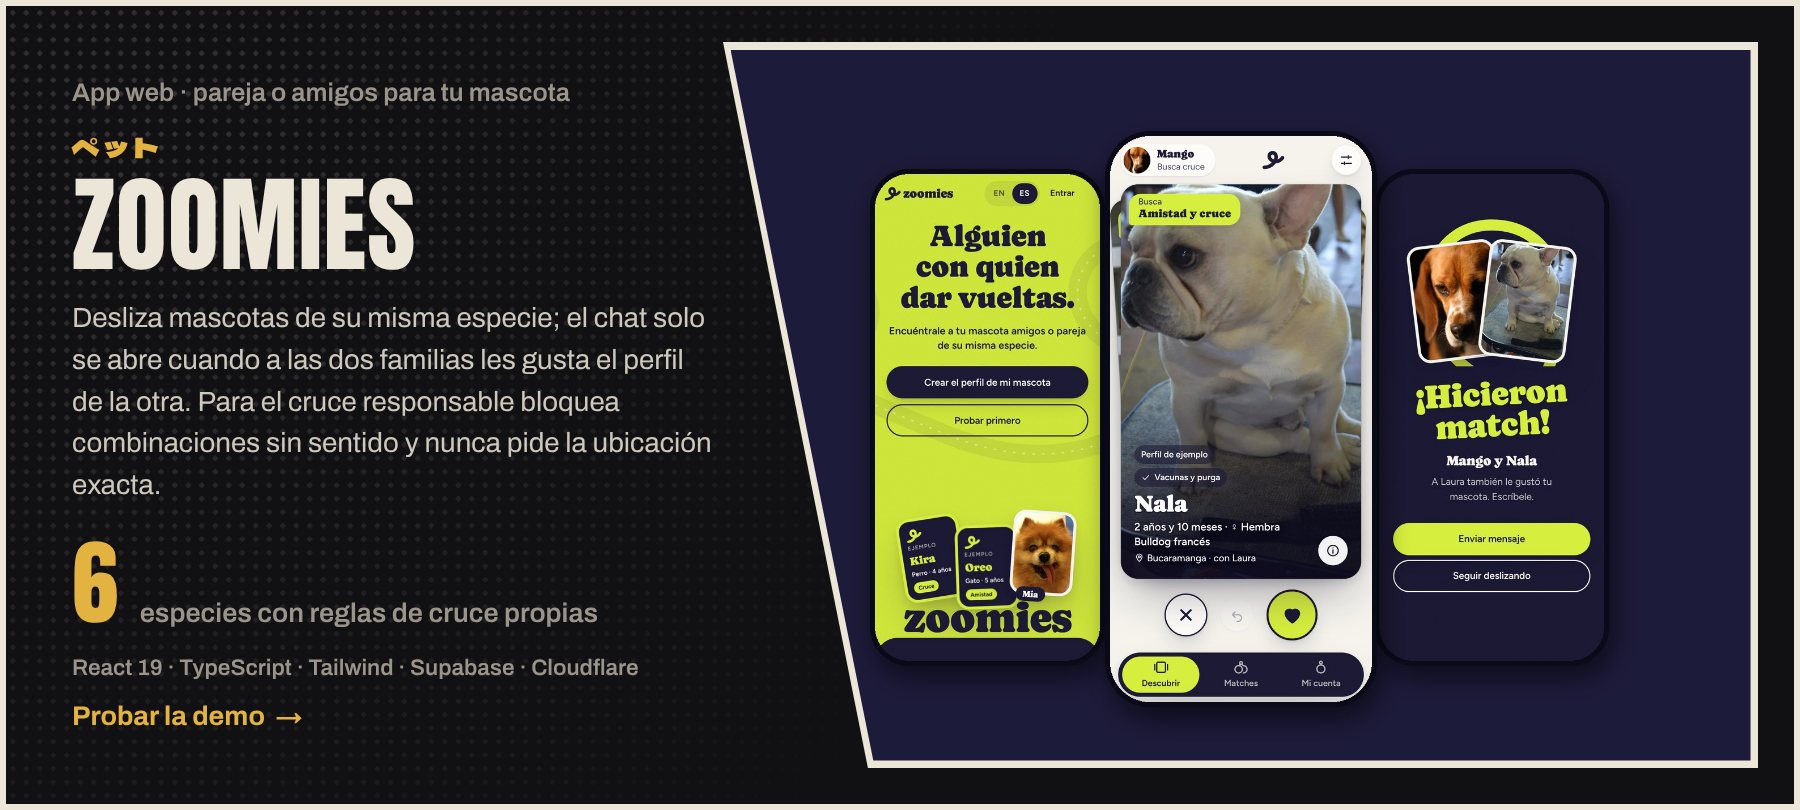 App web · pareja o amigos para tu mascota
ペット
ZOOMIES
Desliza mascotas de su misma especie; el chat solo
se abre cuando a las dos familias les gusta el perfil
de la otra. Para el cruce responsable bloquea
combinaciones sin sentido y nunca pide la ubicación
exacta.
6 especies con reglas de cruce propias
React 19 · TypeScript · Tailwind · Supabase · Cloudflare
Probar la demo →
zoomies
EN ES Entrar
Alguien
con quien
dar vueltas.
Encuéntrale a tu mascota amigos o pareja
de su misma especie.
Crear el perfil de mi mascota
Probar primero
EJEMPLO
Kira
Perro · 4 años
Cruce
EJEMPLO
Oreo
Gato · 5 años
Amistad
Mia
zoomies
Mango
Busca cruce
Busca
Amistad y cruce
Perfil de ejemplo
✓ Vacunas y purga
Nala
2 años y 10 meses · ♀ Hembra
Bulldog francés
Bucaramanga · con Laura
Descubrir
Matches
Mi cuenta
¡Hicieron
match!
Mango y Nala
A Laura también le gustó tu
mascota. Escríbele.
Enviar mensaje
Seguir deslizando